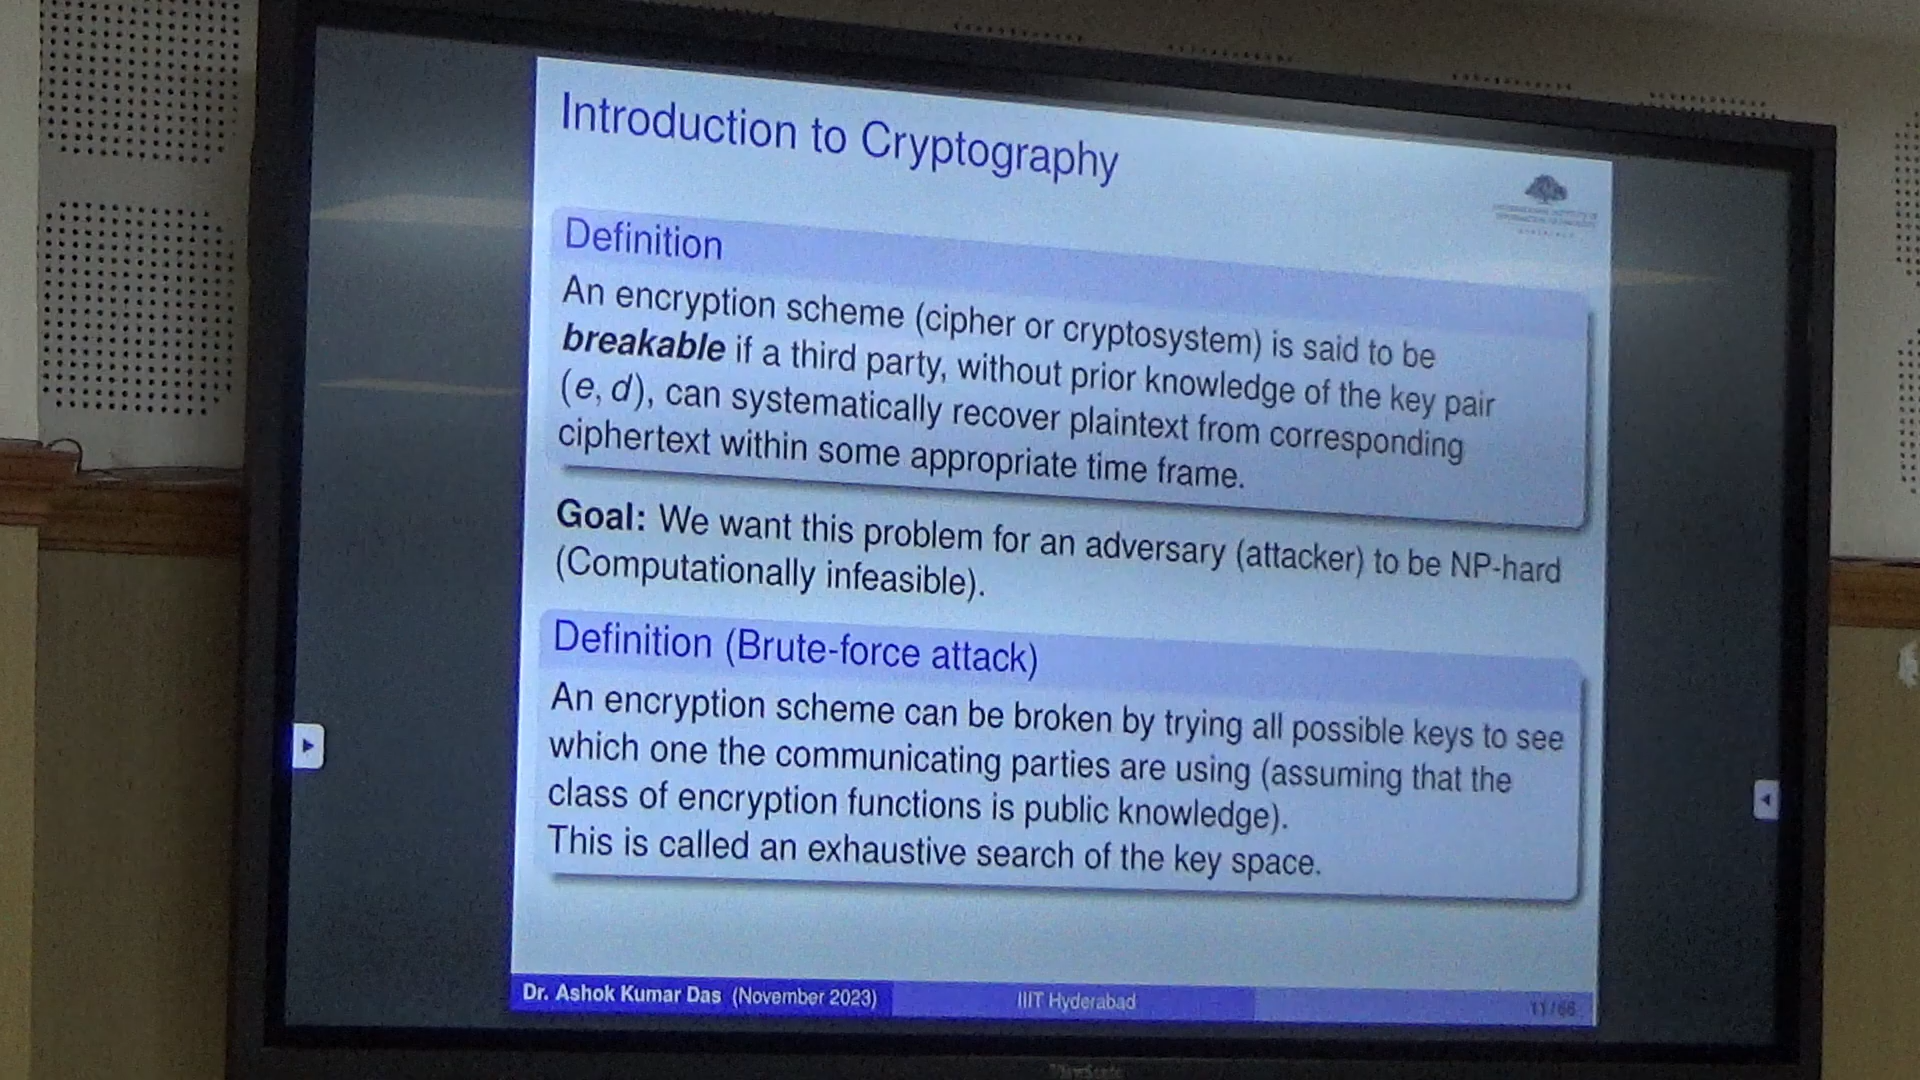 Introduction to Cryptography
Definition
An encryption scheme (cipher or cryptosystem) is said to be
breakable if a third party, without prior knowledge of the key pair
(e, d), can systematically recover plaintext from corresponding
ciphertext within some appropriate time frame.
Goal: We want this problem for an adversary (attacker) to be NP-hard
(Computationally infeasible).
Definition (Brute-force attack)
An encryption scheme can be broken by trying all possible keys to see
which one the communicating parties are using (assuming that the
class of encryption functions is public knowledge).
This is called an exhaustive search of the key space.
Dr. Ashok Kumar Das (November 2023) IIIT Hyderabad 11/66